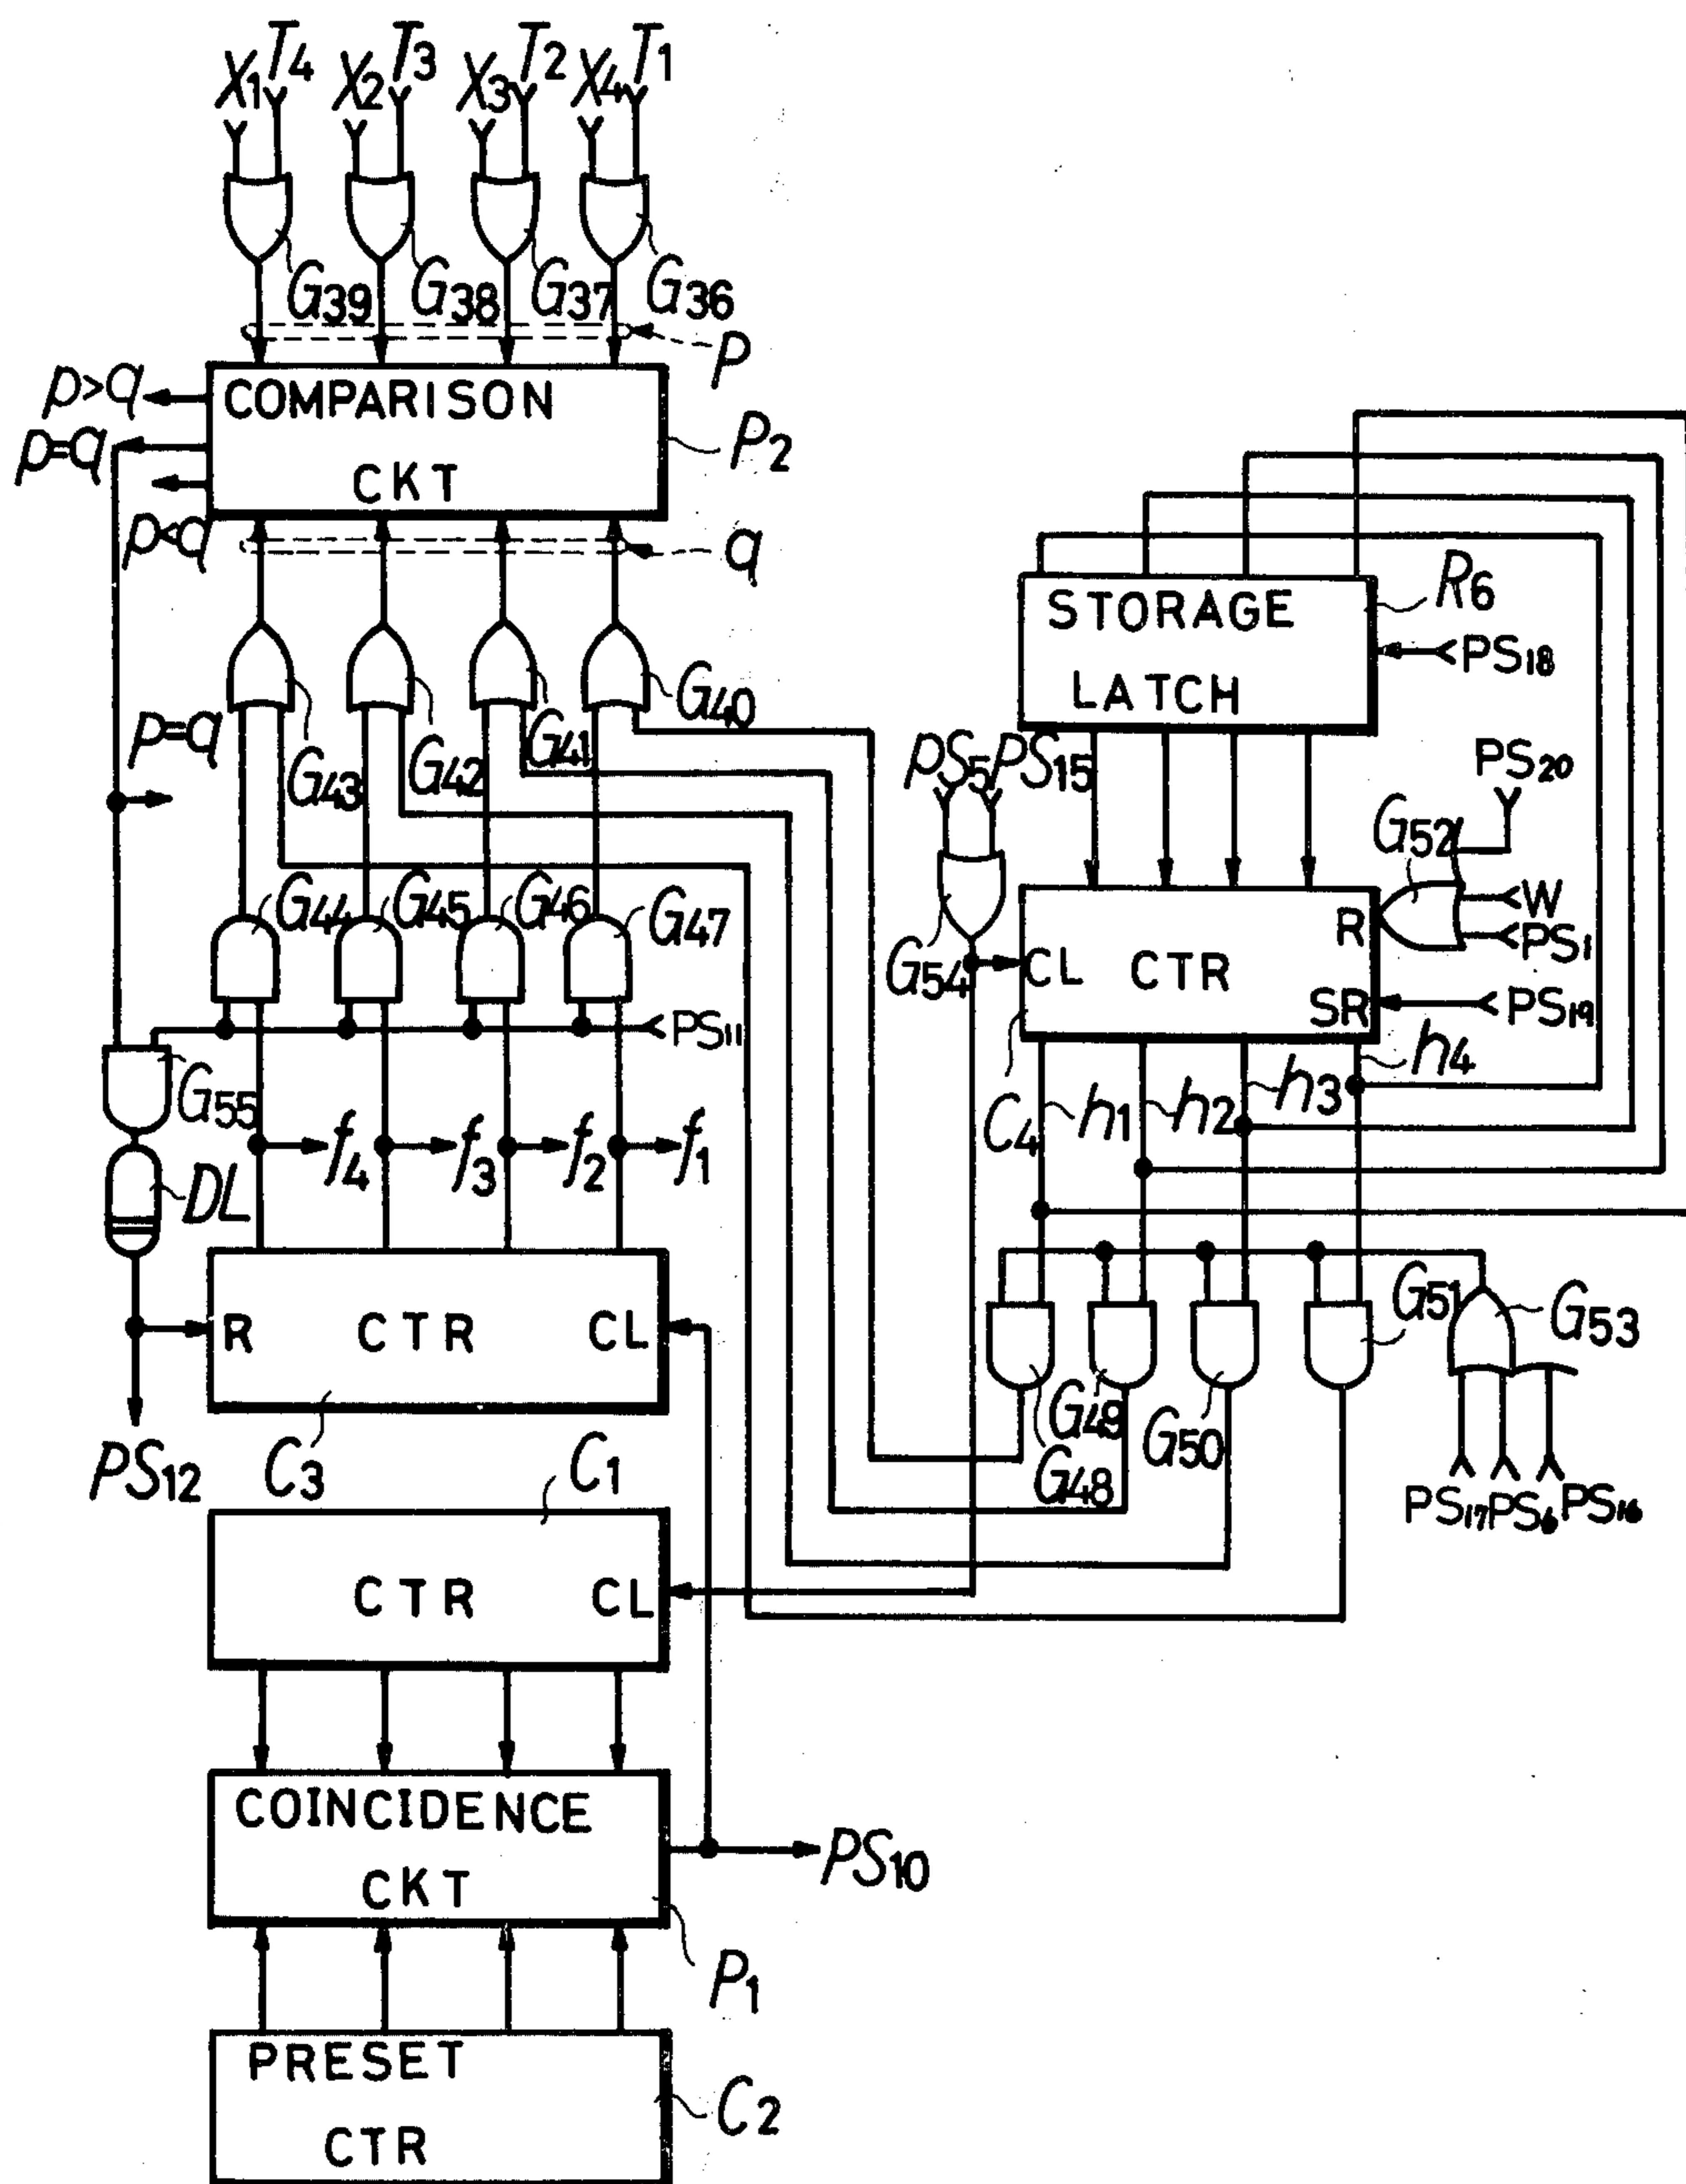 X1 T4 X2 T3 X3 T2 X4 T1
G39 G38 G37 G36
P
p>q
COMPARISON
CKT
P2
p=q
p<q
q
R6
STORAGE
LATCH
PS18
G40
G41
G42
G43
p=q
PS5 PS15
PS20
G52
W
PS1
R
G44 G45 G46 G47
G54
CL CTR
SR
PS19
PS11
G55
C4 h1 h2 h3 h4
f4 f3 f2 f1
DL
R CTR CL
G51
G53
G49
G50
G48
PS12
C3
C1
PS17 PS6 PS16
CTR CL
COINCIDENCE
CKT
PS10
P1
PRESET
CTR
C2